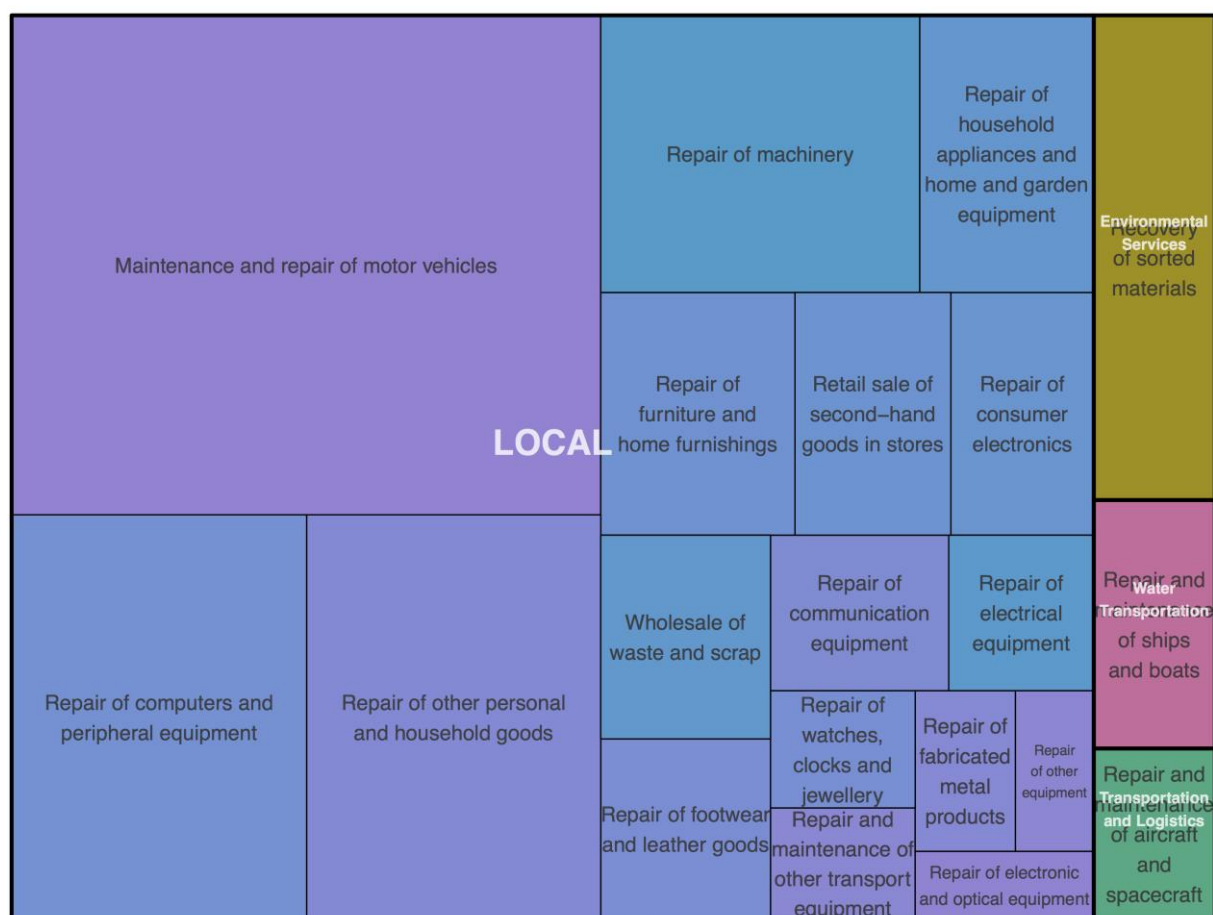 Maintenance and repair of motor vehicles
Repair of machinery
Repair of
household
appliances and
home and garden
equipment
Environmental
Services
Recovery
of sorted
materials
LOCAL
Repair of
furniture and
home furnishings
Retail sale of
second−hand
goods in stores
Repair of
consumer
electronics
Repair of computers and
peripheral equipment
Repair of other personal
and household goods
Wholesale of
waste and scrap
Repair of
communication
equipment
Repair of
electrical
equipment
Water
Transportation
Repair and
maintenance
of ships
and boats
Repair of footwear
and leather goods
Repair of
watches,
clocks and
jewellery
Repair of
fabricated
metal
products
Repair
of other
equipment
Repair and
maintenance of
other transport
equipment
Repair of electronic
and optical equipment
Transportation
and Logistics
Repair and
maintenance
of aircraft
and
spacecraft